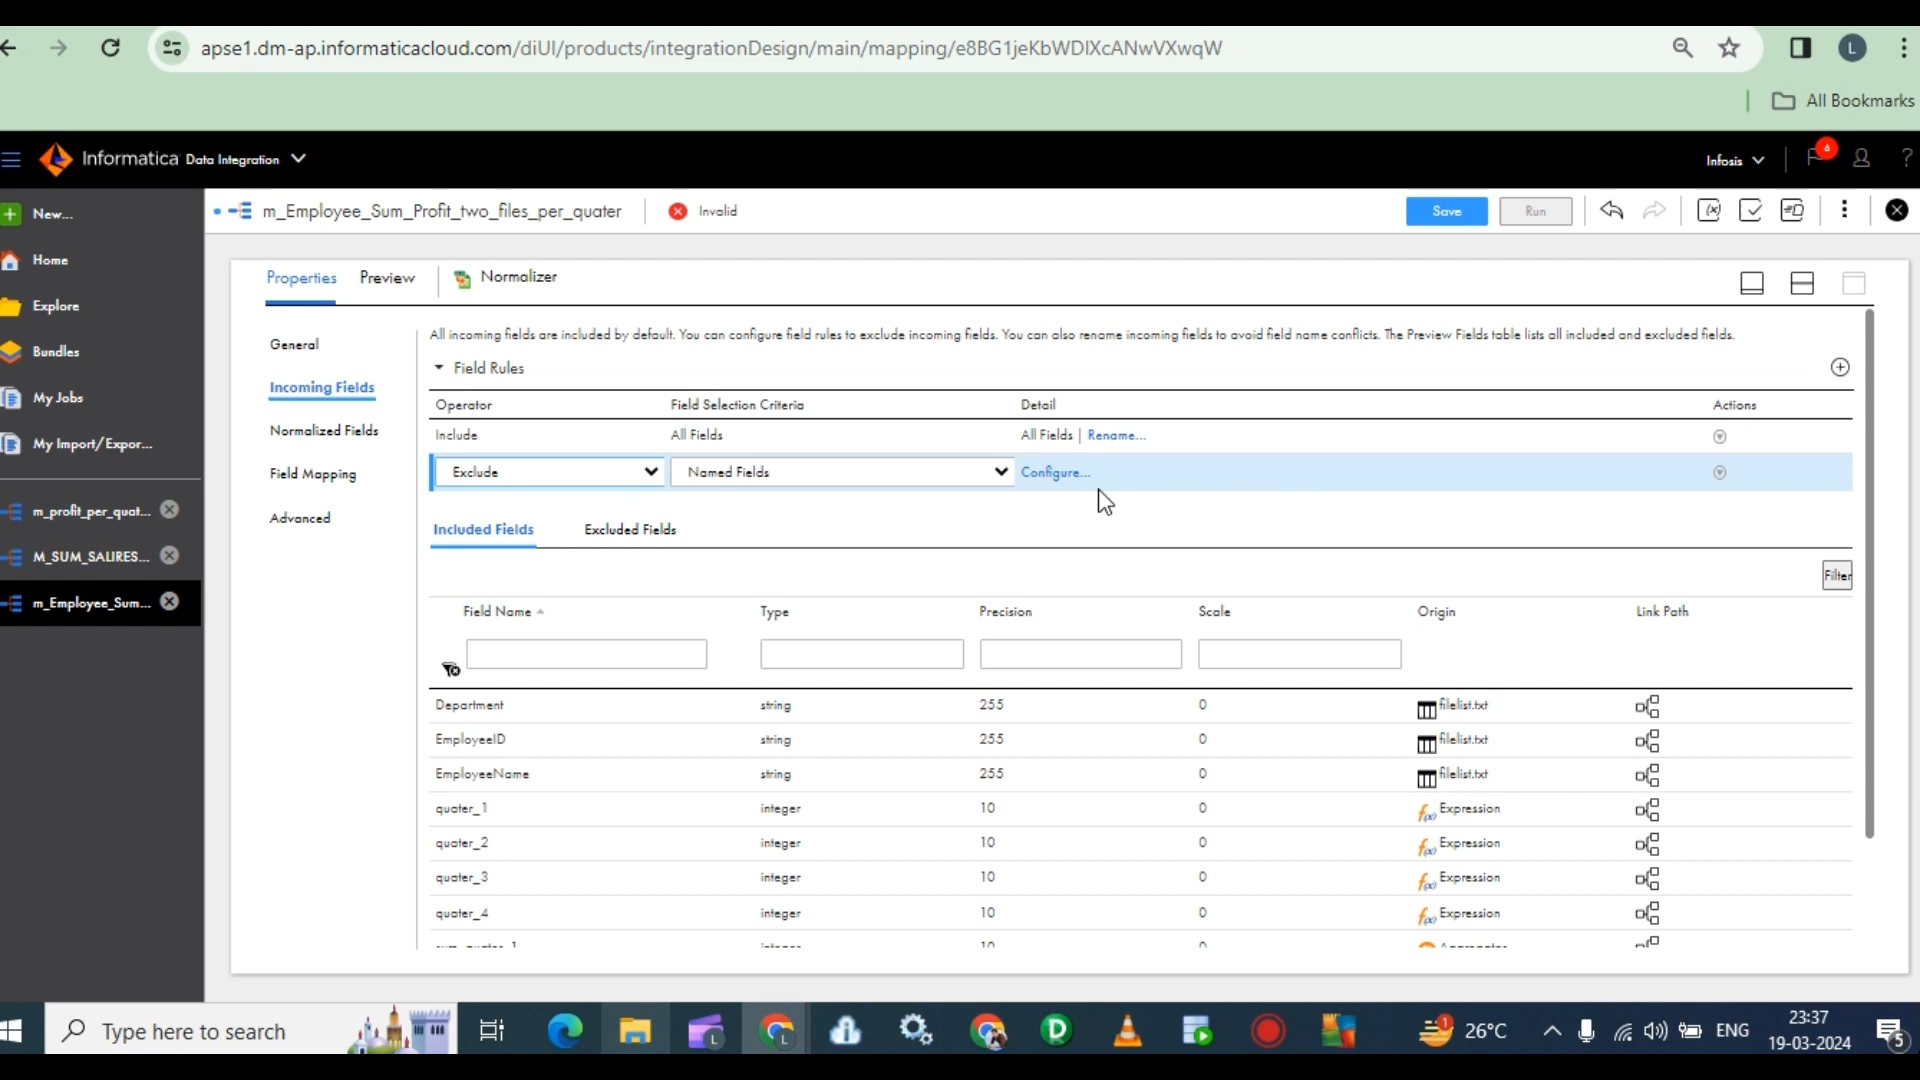 apse1.dm-ap.informaticacloud.com/diUI/products/integrationDesign/main/mapping/e8BG1jeKbWDlXcANwVXwqW
L
All Bookmarks
Informatica Data Integration
Infosis
6
?
New...
m_Employee_Sum_Profit_two_files_per_quater
Invalid
Save
Run
Home
Explore
Bundles
My Jobs
My Import/Expor...
m_profit_per_quat...
M_SUM_SALIRES...
m_Employee_Sum...
Properties
Preview
Normalizer
General
Incoming Fields
Normalized Fields
Field Mapping
Advanced
All incoming fields are included by default. You can configure field rules to exclude incoming fields. You can also rename incoming fields to avoid field name conflicts. The Preview Fields table lists all included and excluded fields.
Field Rules
Operator Field Selection Criteria Detail Actions
Include All Fields All Fields | Rename...
Exclude Named Fields Configure...
Included Fields Excluded Fields
Filter
Field Name Type Precision Scale Origin Link Path
Department string 255 0 filelist.txt
EmployeeID string 255 0 filelist.txt
EmployeeName string 255 0 filelist.txt
quater_1 integer 10 0 Expression
quater_2 integer 10 0 Expression
quater_3 integer 10 0 Expression
quater_4 integer 10 0 Expression
Type here to search
26°C
ENG
23:37
19-03-2024
5